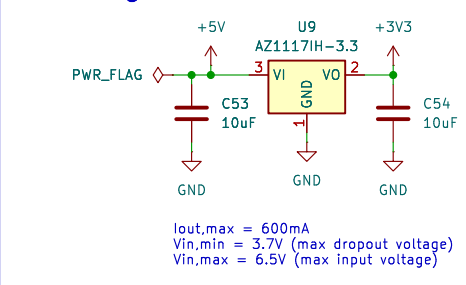 +5V
U9
+3V3
AZ1117IH-3.3
PWR_FLAG
3
VI
VO
2
GND
1
C53
10uF
C54
10uF
GND
GND
GND
Iout,max = 600mA
Vin,min = 3.7V (max dropout voltage)
Vin,max = 6.5V (max input voltage)